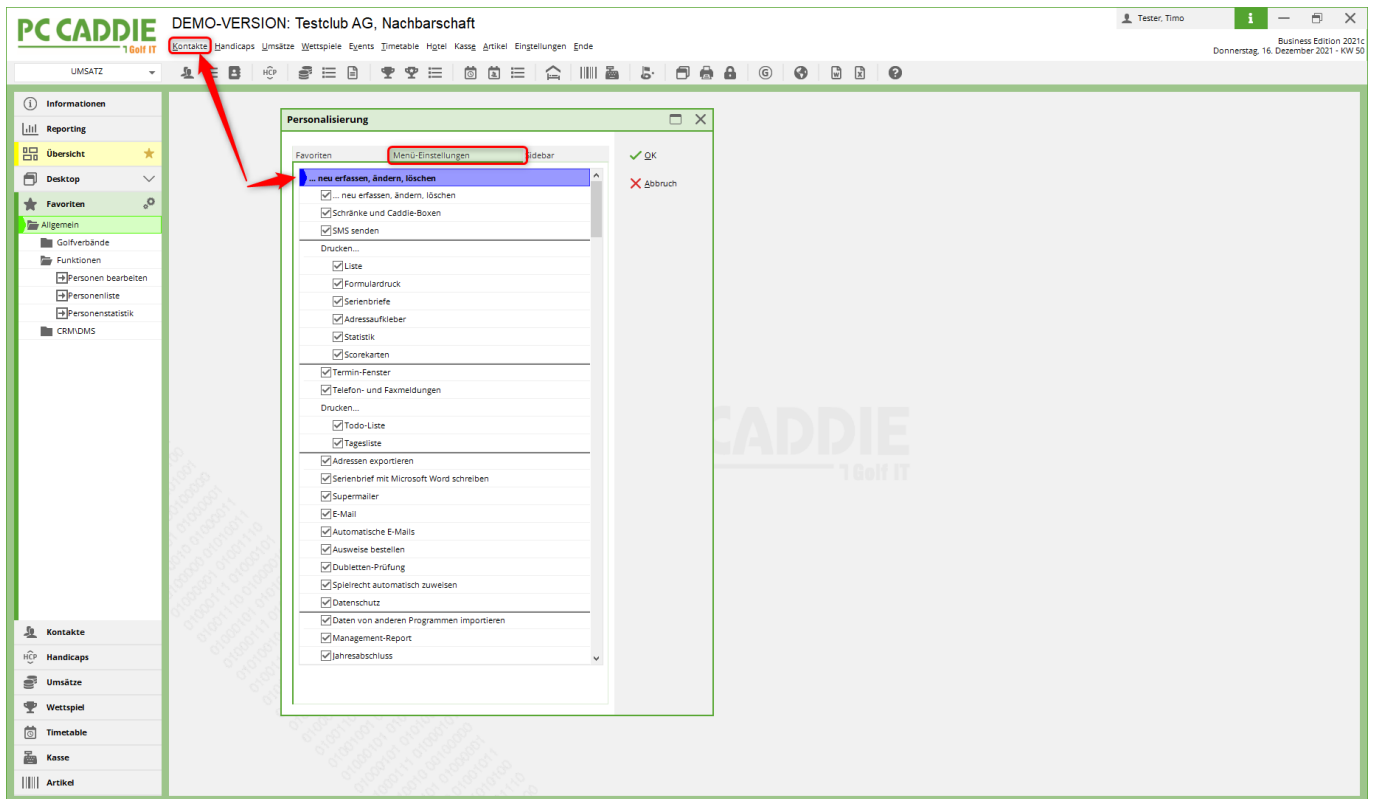 PC CADDIE
Golf IT
DEMO-VERSION: Testclub AG, Nachbarschaft
Kontakte Handicaps Umsätze Wettspiele Events Timetable Hotel Kasse Artikel Einstellungen Ende
Tester, Timo
i
Business Edition 2021c
Donnerstag, 16. Dezember 2021 - KW 50
UMSATZ
HCP
G
W
X
?
Informationen
Reporting
Übersicht
Desktop
Favoriten
Allgemein
Golfverbände
Funktionen
Personen bearbeiten
Personenliste
Personenstatistik
CRM\DMS
Kontakte
HCP Handicaps
Umsätze
Wettspiel
Timetable
Kasse
Artikel
Personalisierung
Favoriten
Menü-Einstellungen
Sidebar
OK
Abbruch
... neu erfassen, ändern, löschen
... neu erfassen, ändern, löschen
Schränke und Caddie-Boxen
SMS senden
Drucken...
Liste
Formulardruck
Serienbriefe
Adressaufkleber
Statistik
Scorekarten
Termin-Fenster
Telefon- und Faxmeldungen
Drucken...
Todo-Liste
Tagesliste
Adressen exportieren
Serienbrief mit Microsoft Word schreiben
Supermailer
E-Mail
Automatische E-Mails
Ausweise bestellen
Dubletten-Prüfung
Spielrecht automatisch zuweisen
Datenschutz
Daten von anderen Programmen importieren
Management-Report
Jahresabschluss
CADDIE
Golf IT